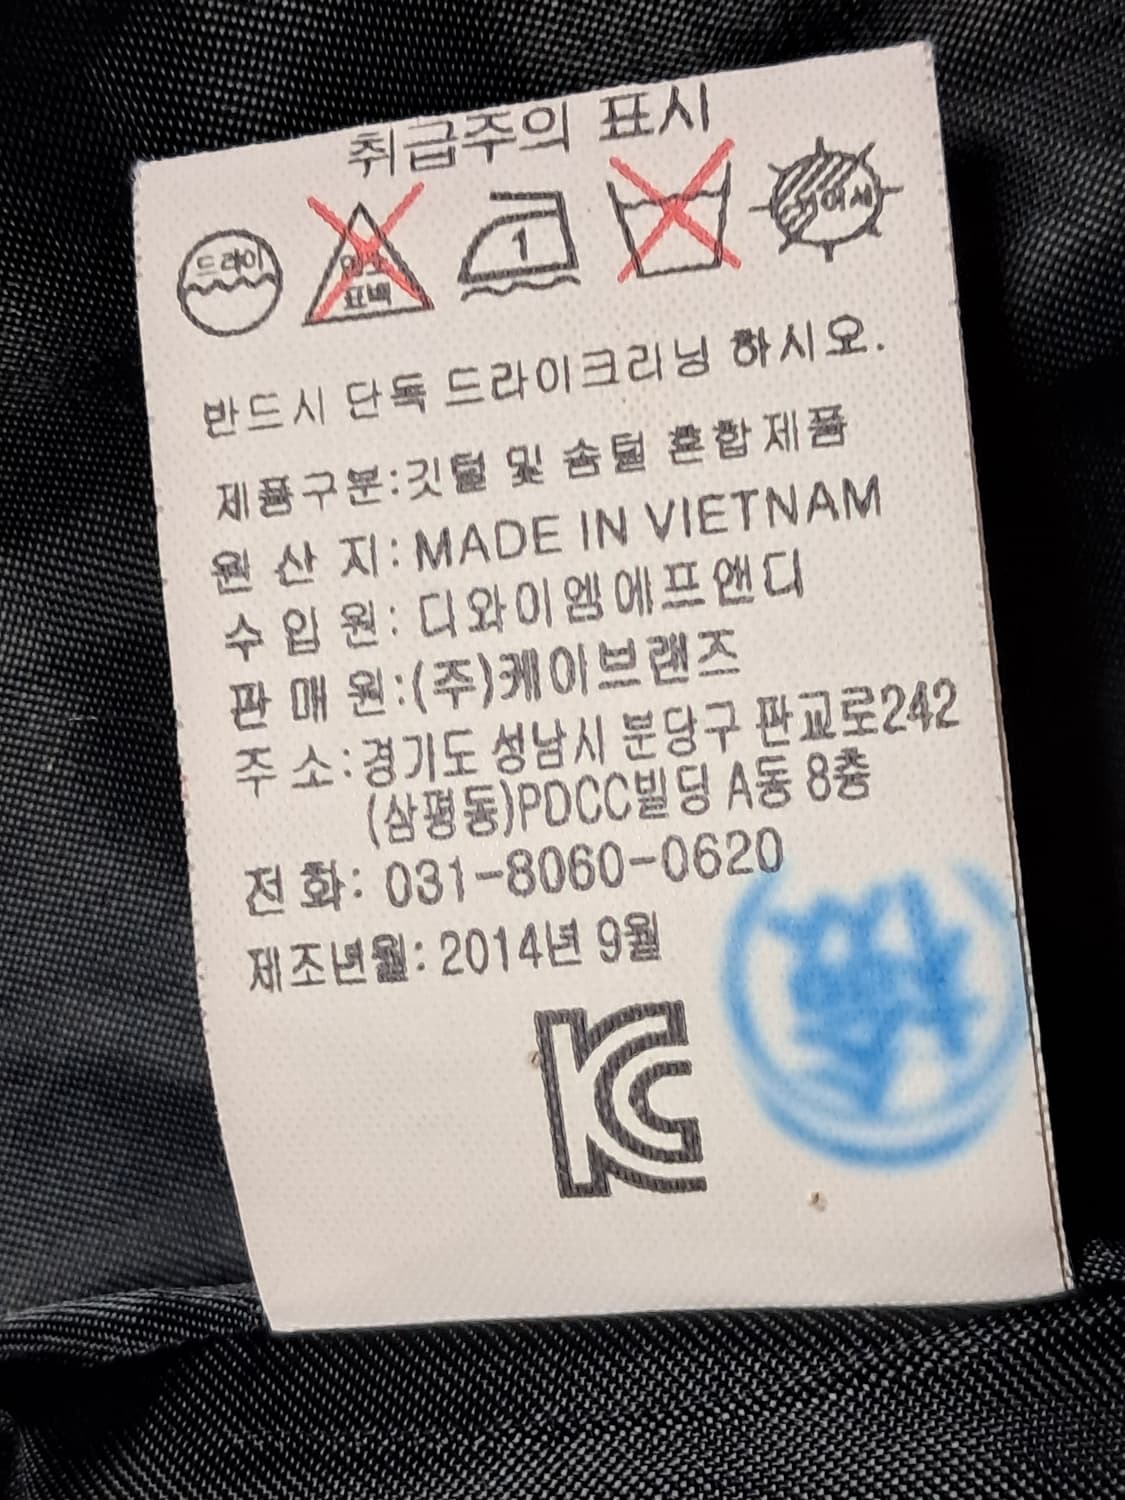 취급주의 표시
드라이
표백
1
반드시 단독 드라이크리닝 하시오.
제품구분:깃털 및 솜털 혼합제품
원 산 지: MADE IN VIETNAM
수 입 원: 디와이엠에프앤디
판 매 원:(주)케이브랜즈
주 소:경기도 성남시 분당구 판교로242
(삼평동)PDCC빌딩 A동 8층
전 화: 031-8060-0620
제조년월: 2014년 9월
KC